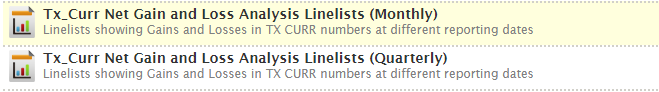 Tx_Curr Net Gain and Loss Analysis Linelists (Monthly)
Linelists showing Gains and Losses in TX CURR numbers at different reporting dates
Tx_Curr Net Gain and Loss Analysis Linelists (Quarterly)
Linelists showing Gains and Losses in TX CURR numbers at different reporting dates